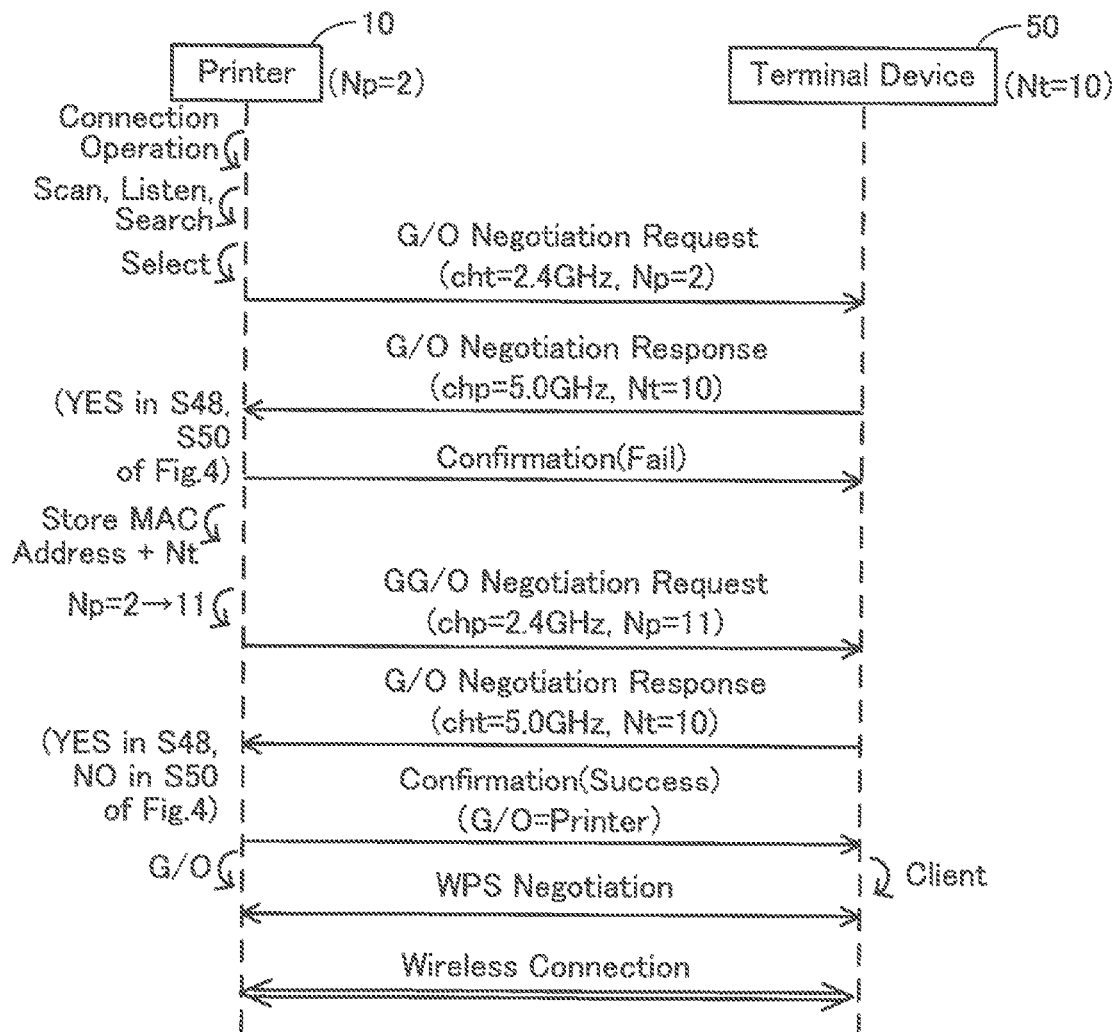 10
50
Printer
(Np=2)
Terminal Device
(Nt=10)
Connection
Operation
Scan, Listen,
Search
Select
G/O Negotiation Request
(cht=2.4GHz, Np=2)
G/O Negotiation Response
(chp=5.0GHz, Nt=10)
(YES in S48,
S50
of Fig.4)
Confirmation(Fail)
Store MAC
Address + Nt
Np=2→11
GG/O Negotiation Request
(chp=2.4GHz, Np=11)
G/O Negotiation Response
(cht=5.0GHz, Nt=10)
(YES in S48,
NO in S50
of Fig.4)
Confirmation(Success)
(G/O=Printer)
G/O
Client
WPS Negotiation
Wireless Connection